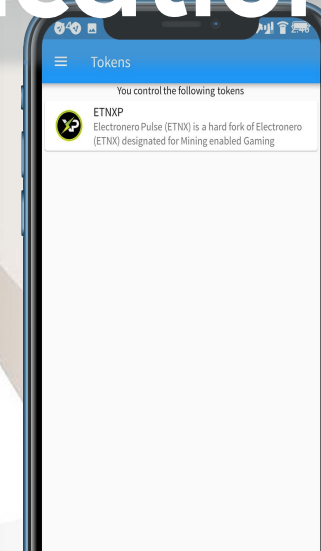 Tokens
You control the following tokens
ETNXP
Electronero Pulse (ETNX) is a hard fork of Electronero
(ETNX) designated for Mining enabled Gaming
XP